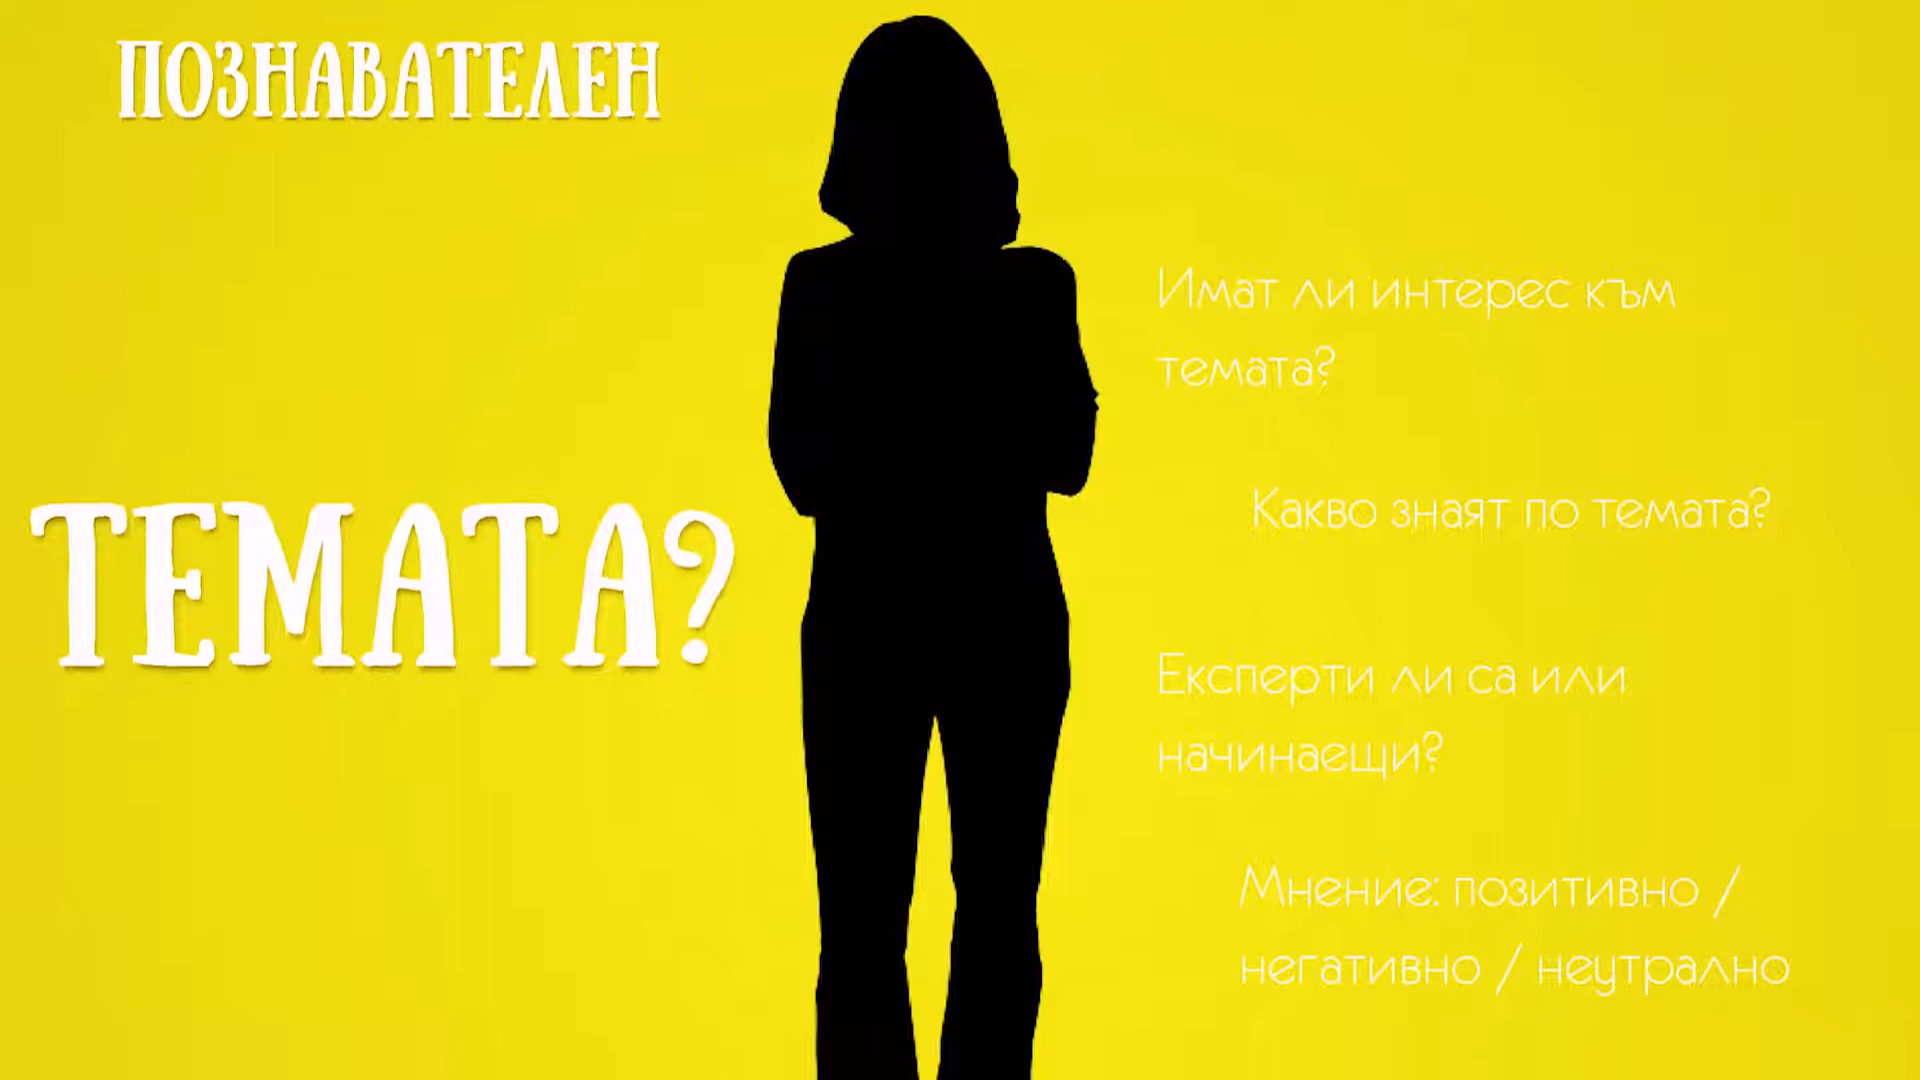 ПОЗНАВАТЕЛЕН
ТЕМАТА?
Имат ли интерес към
темата?
Какво знаят по темата?
Експерти ли са или
начинаещи?
Мнение: позитивно /
негативно / неутрално